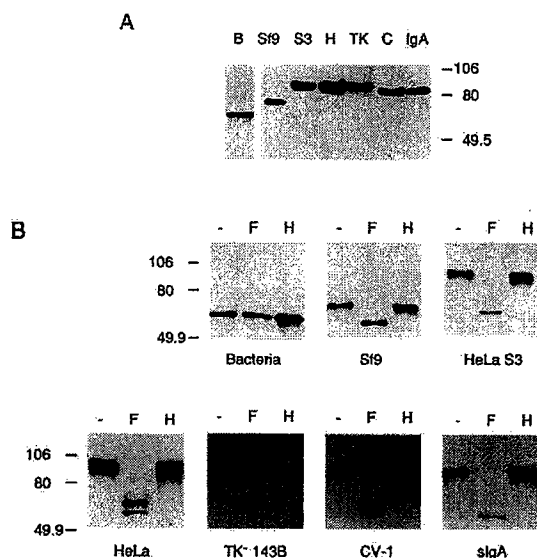 A
B Sf9 S3 H TK C IgA
106
80
49.5
B
- F H - F H - F H
106
80
49.9
Bacteria Sf9 HeLa S3
- F H - F H - F H - F H
106
80
49.9
HeLa TK⁻ 143B CV-1 sIgA